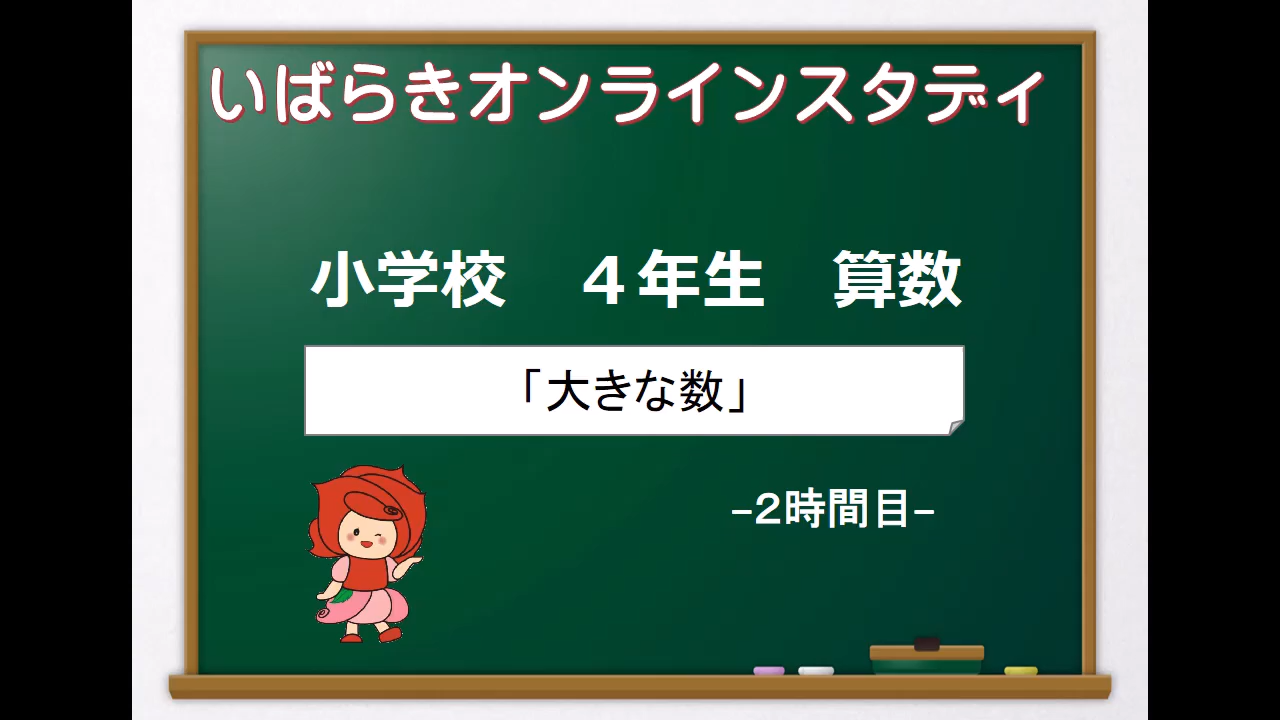 いばらきオンラインスタディ
小学校　４年生　算数
「大きな数」
−２時間目−